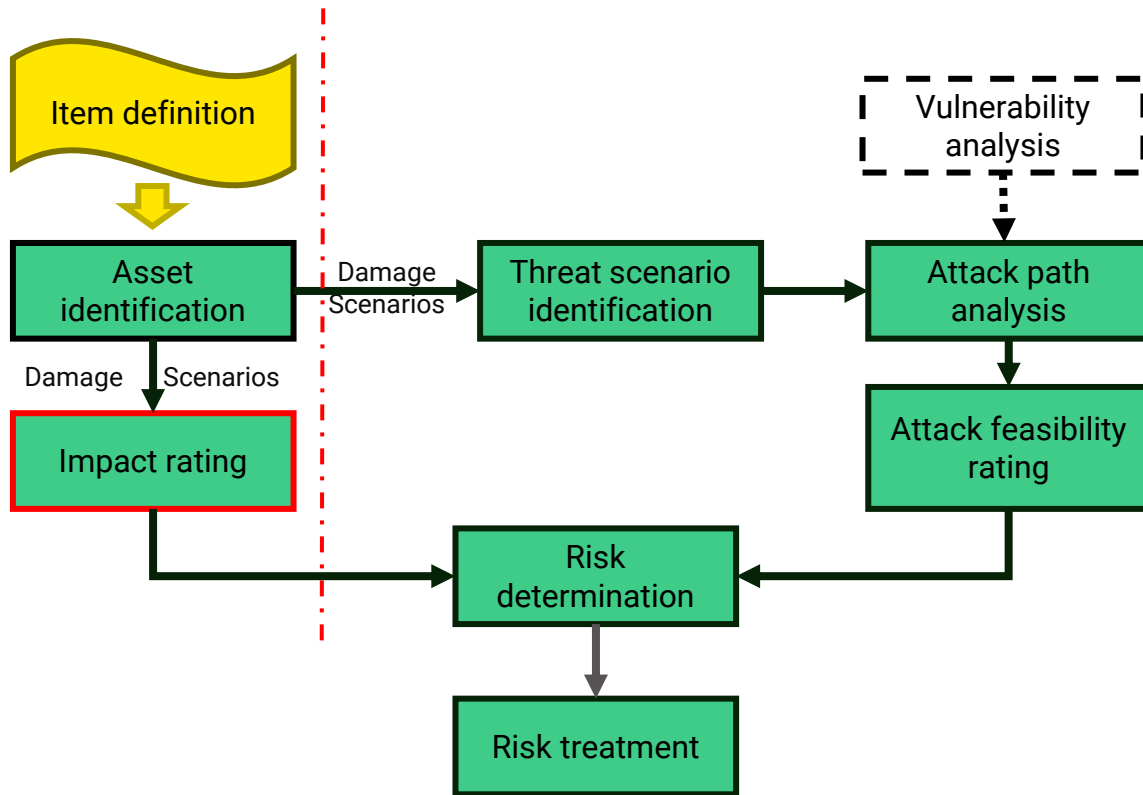 Item definition
Vulnerability
analysis
Asset
identification
Damage
Scenarios
Threat scenario
identification
Attack path
analysis
Damage Scenarios
Impact rating
Attack feasibility
rating
Risk
determination
Risk treatment